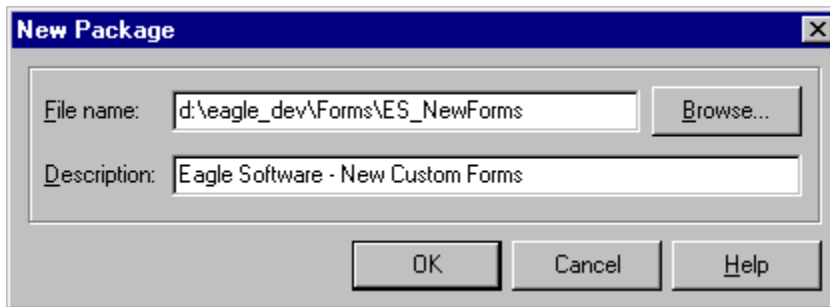 New Package
File name: d:\eagle_dev\Forms\ES_NewForms Browse...
Description: Eagle Software - New Custom Forms
OK Cancel Help